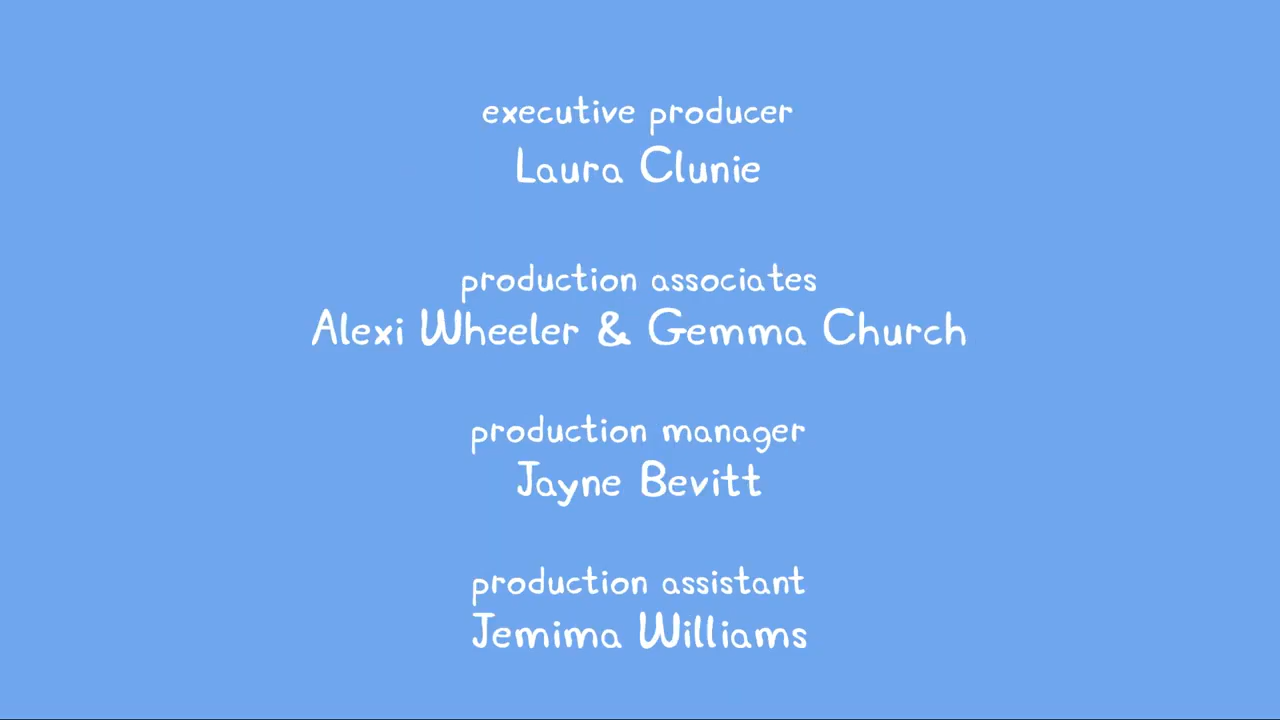 executive producer
Laura Clunie
production associates
Alexi Wheeler & Gemma Church
production manager
Jayne Bevitt
production assistant
Jemima Williams